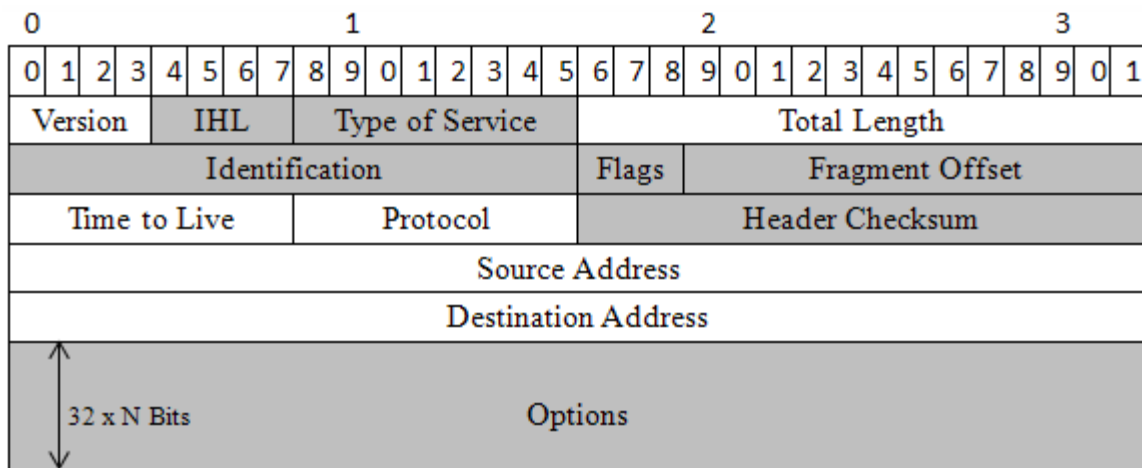 0 1 2 3
0 1 2 3 4 5 6 7 8 9 0 1 2 3 4 5 6 7 8 9 0 1 2 3 4 5 6 7 8 9 0 1
Version IHL Type of Service Total Length
Identification Flags Fragment Offset
Time to Live Protocol Header Checksum
Source Address
Destination Address
32 x N Bits Options